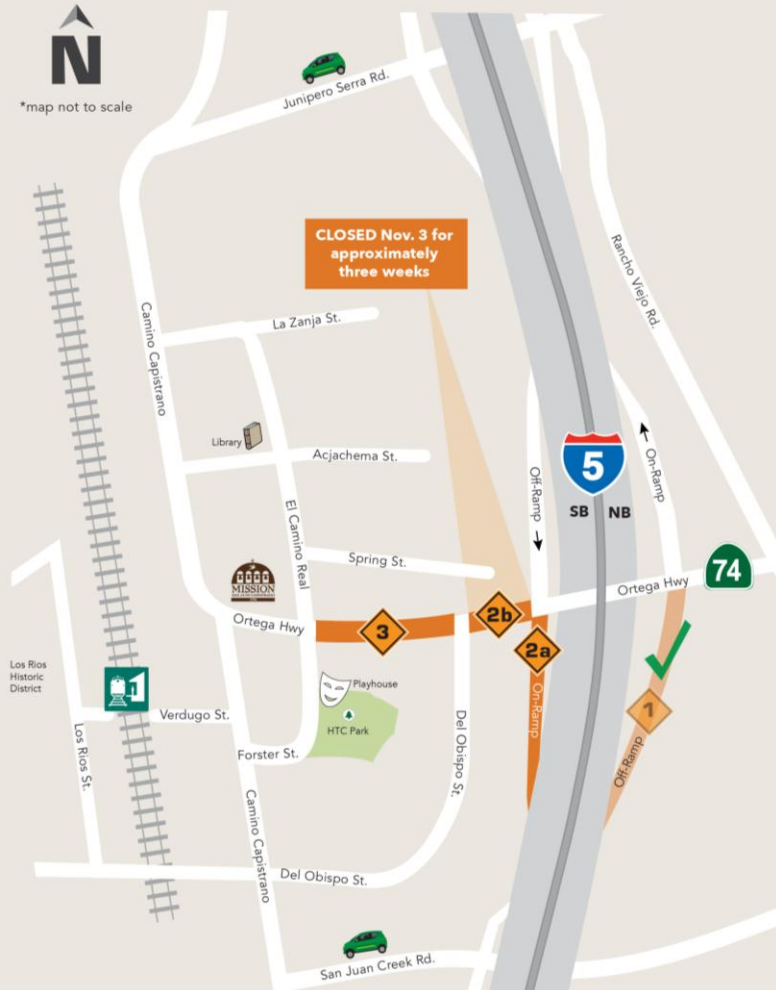 N
*map not to scale
Junipero Serra Rd.
CLOSED Nov. 3 for
approximately
three weeks
Rancho Viejo Rd.
Camino Capistrano
La Zanja St.
Library
Acjachema St.
El Camino Real
Off-Ramp
5
SB
NB
On-Ramp
Spring St.
MISSION
Ortega Hwy
74
Ortega Hwy
3
2b
2a
1
Los Rios
Historic
District
Playhouse
HTC Park
On-Ramp
Off-Ramp
Verdugo St.
Forster St.
Los Rios St.
Del Obispo St.
Camino Capistrano
Del Obispo St.
San Juan Creek Rd.